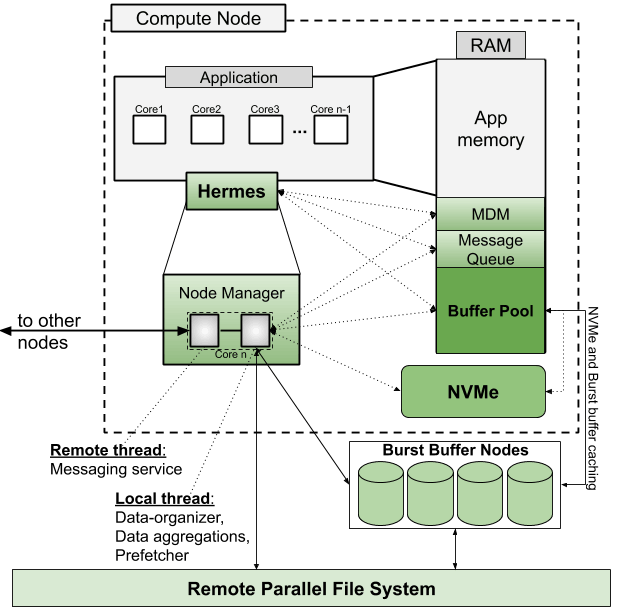 Compute Node
RAM
Application
Core1 Core2 Core3 ... Core n-1
App
memory
Hermes
MDM
Message
Queue
Node Manager
Buffer Pool
to other
nodes
Core n
NVMe
NVMe and Burst buffer caching
Remote thread:
Messaging service
Burst Buffer Nodes
Local thread:
Data-organizer,
Data aggregations,
Prefetcher
Remote Parallel File System